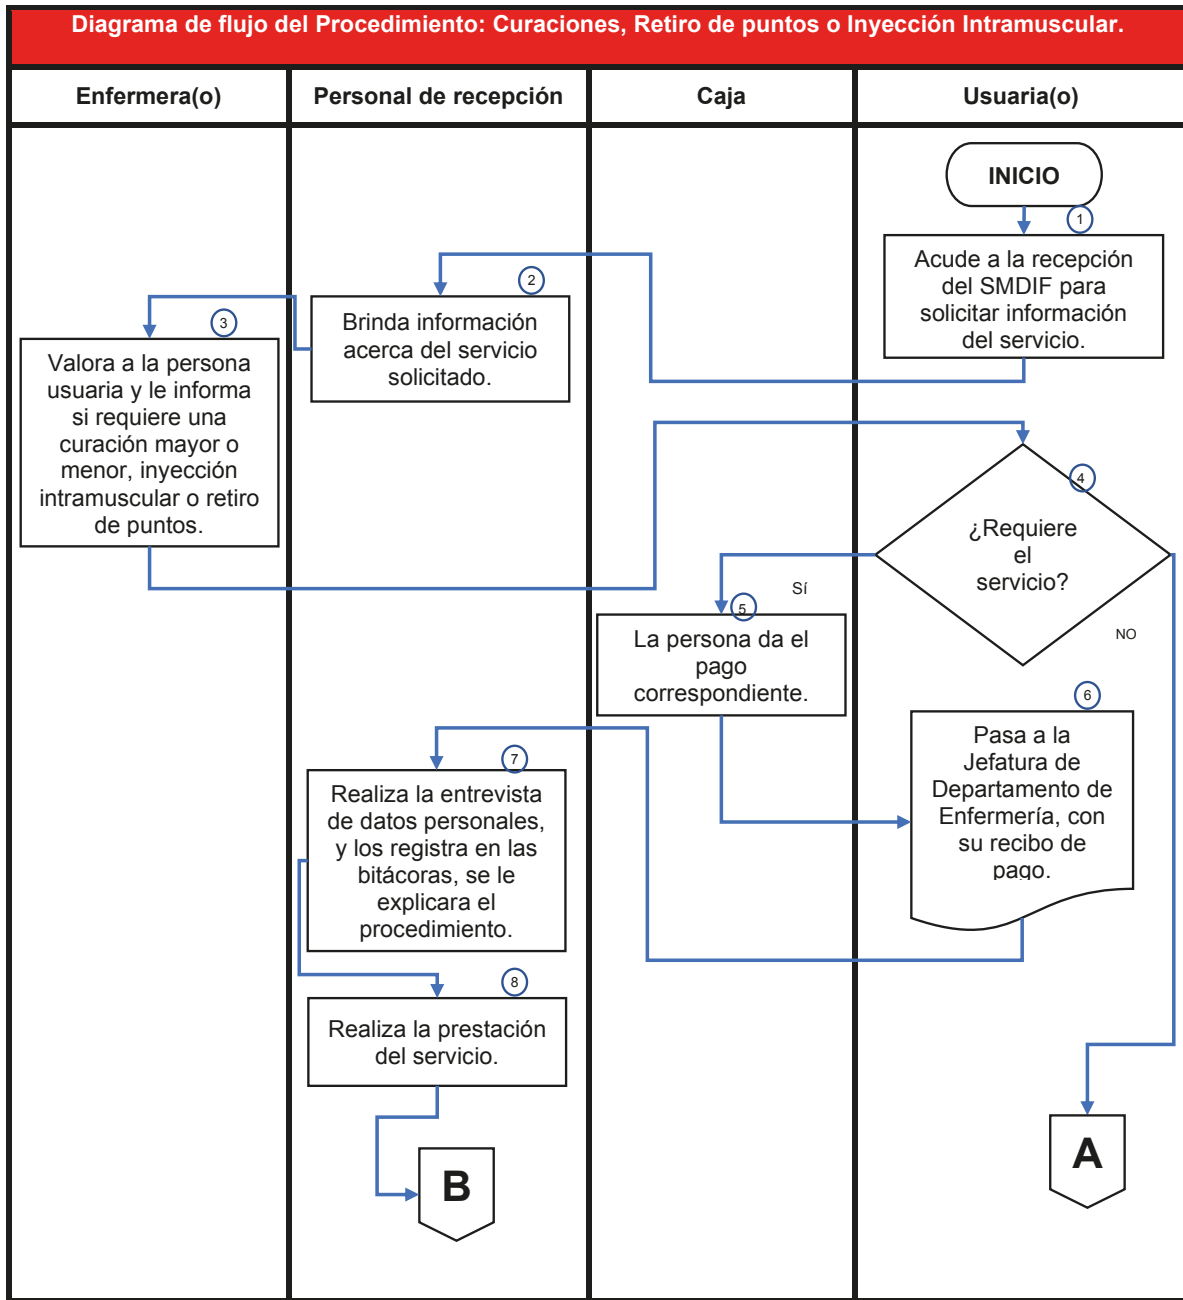 Diagrama de flujo del Procedimiento: Curaciones, Retiro de puntos o Inyección Intramuscular.
Enfermera(o)
Personal de recepción
Caja
Usuaria(o)
INICIO
1
Acude a la recepción
del SMDIF para
solicitar información
del servicio.
2
Brinda información
acerca del servicio
solicitado.
3
Valora a la persona
usuaria y le informa
si requiere una
curación mayor o
menor, inyección
intramuscular o retiro
de puntos.
4
¿Requiere
el
servicio?
Sí
NO
5
La persona da el
pago
correspondiente.
6
Pasa a la
Jefatura de
Departamento de
Enfermería, con
su recibo de
pago.
7
Realiza la entrevista
de datos personales,
y los registra en las
bitácoras, se le
explicara el
procedimiento.
8
Realiza la prestación
del servicio.
B
A